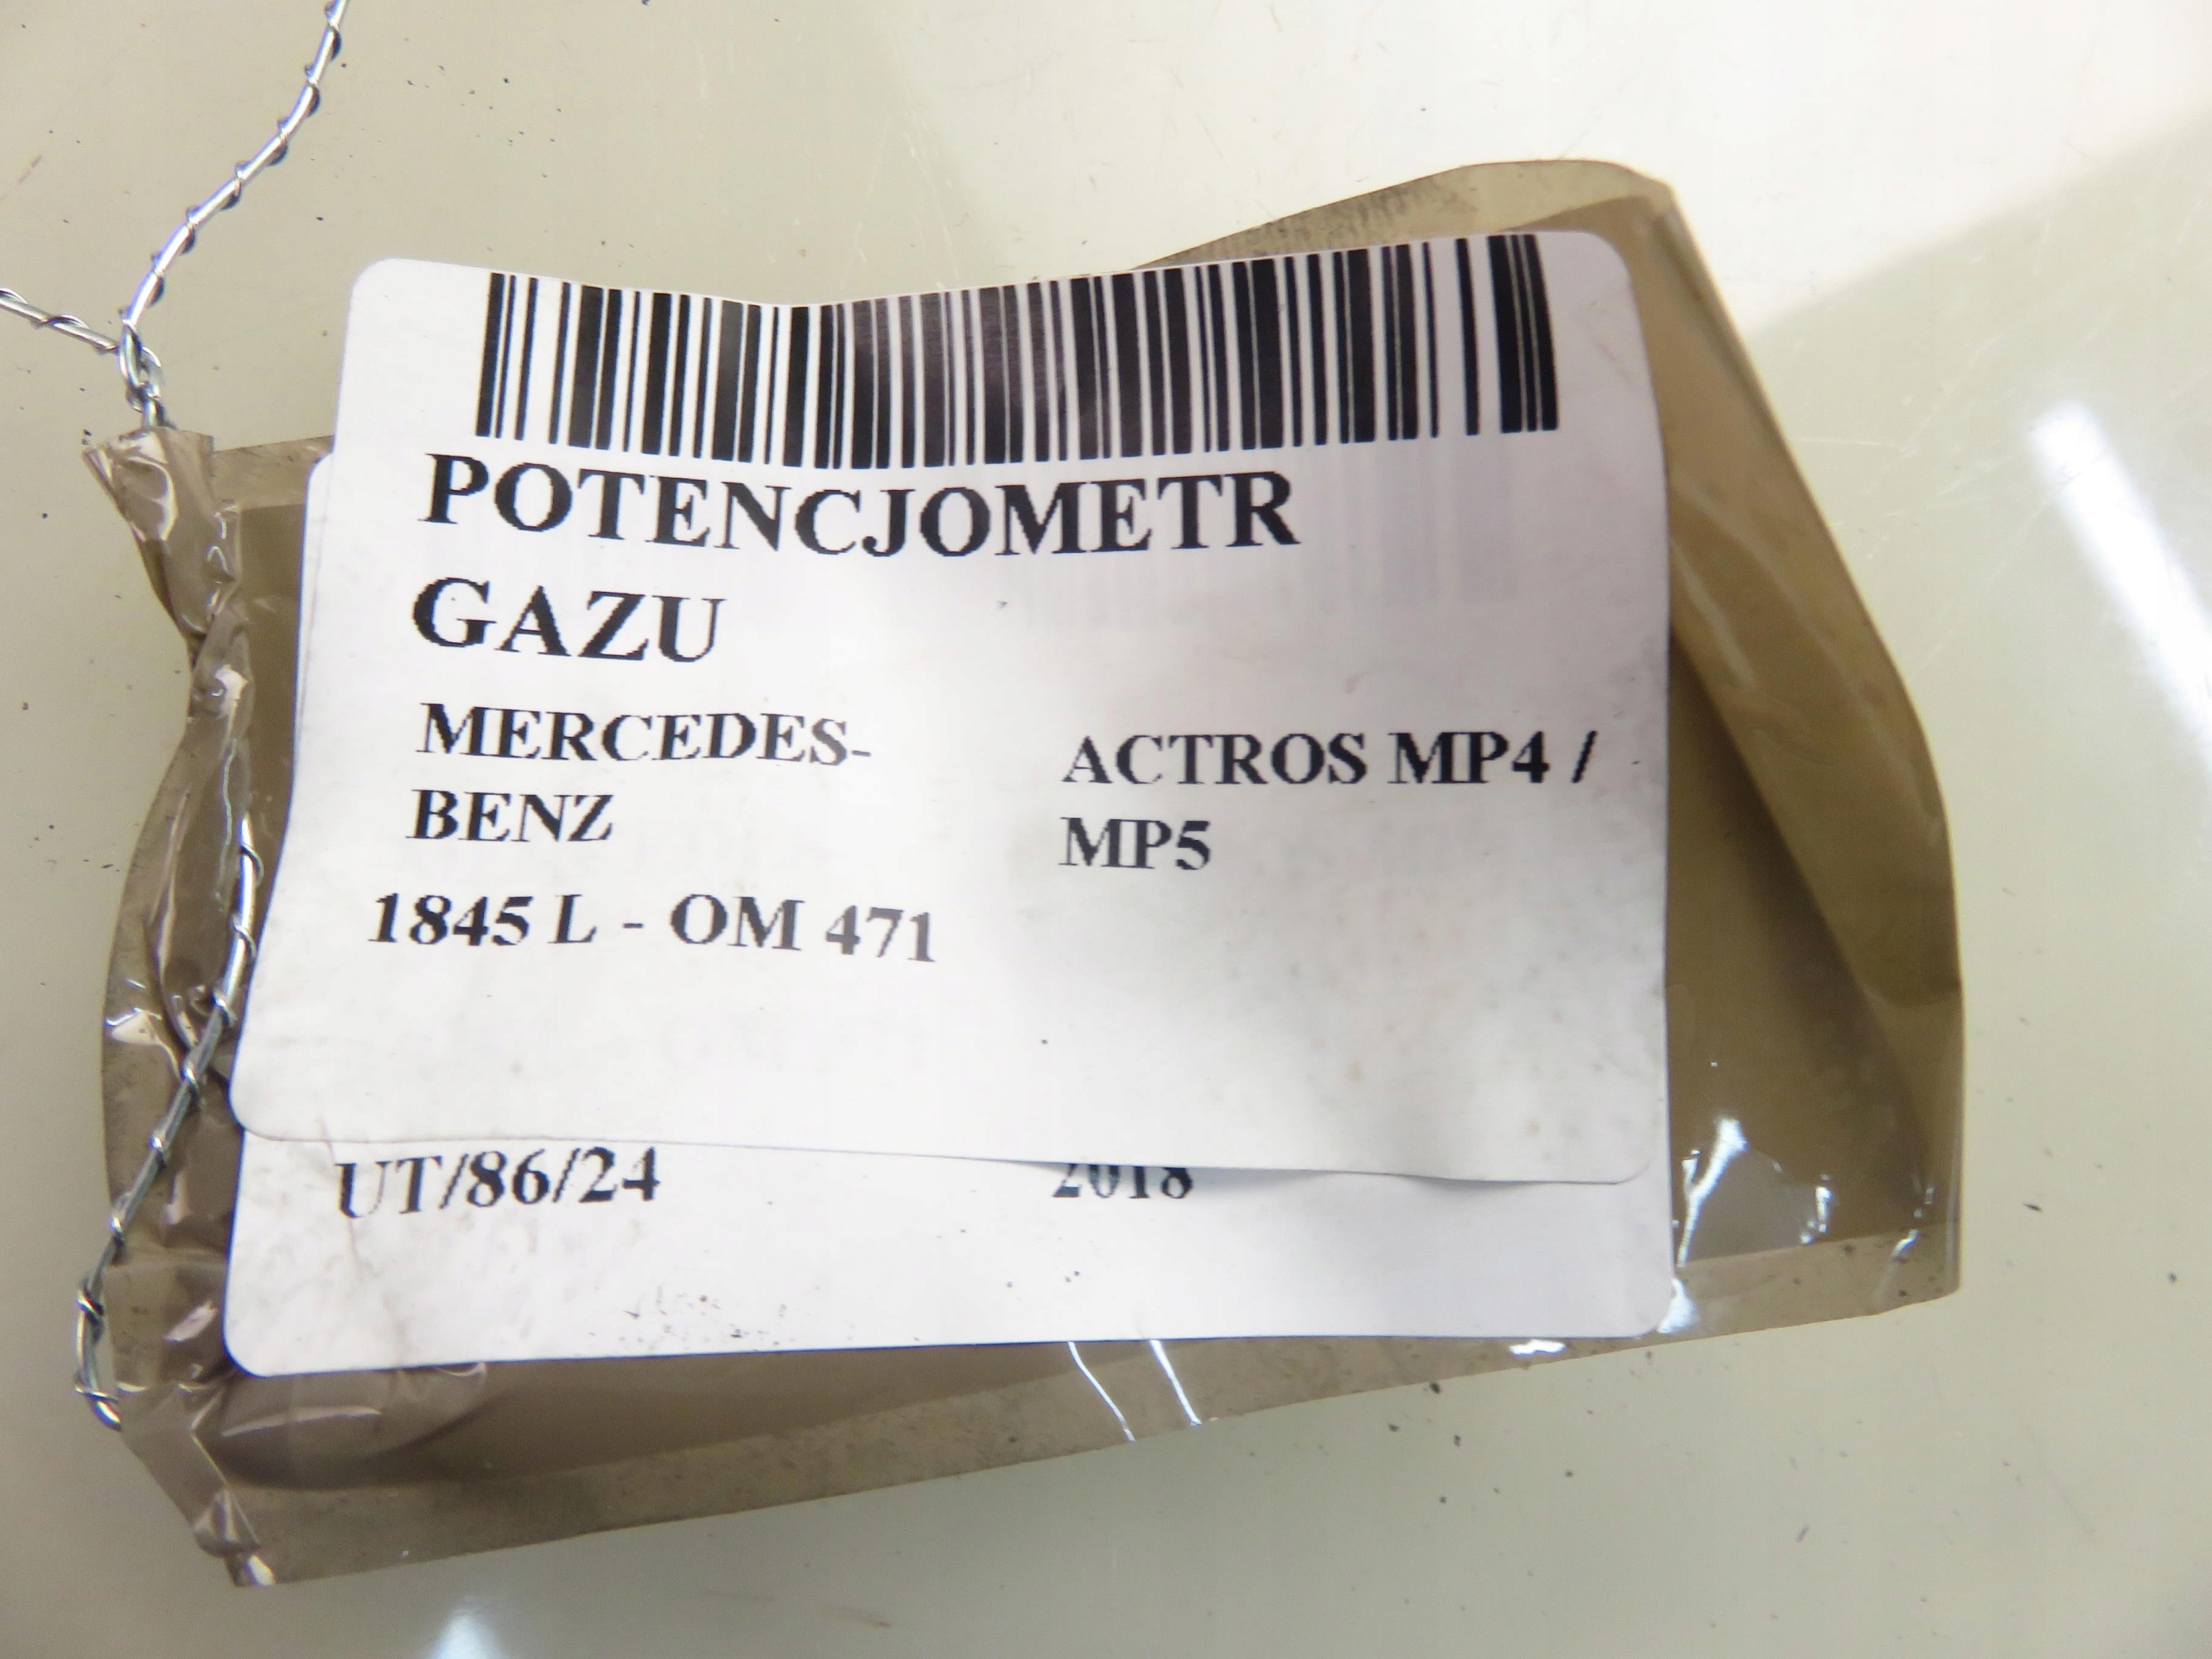 POTENCJOMETR
GAZU
MERCEDES-
BENZ
ACTROS MP4 /
MP5
1845 L - OM 471
UT/86/24
2018